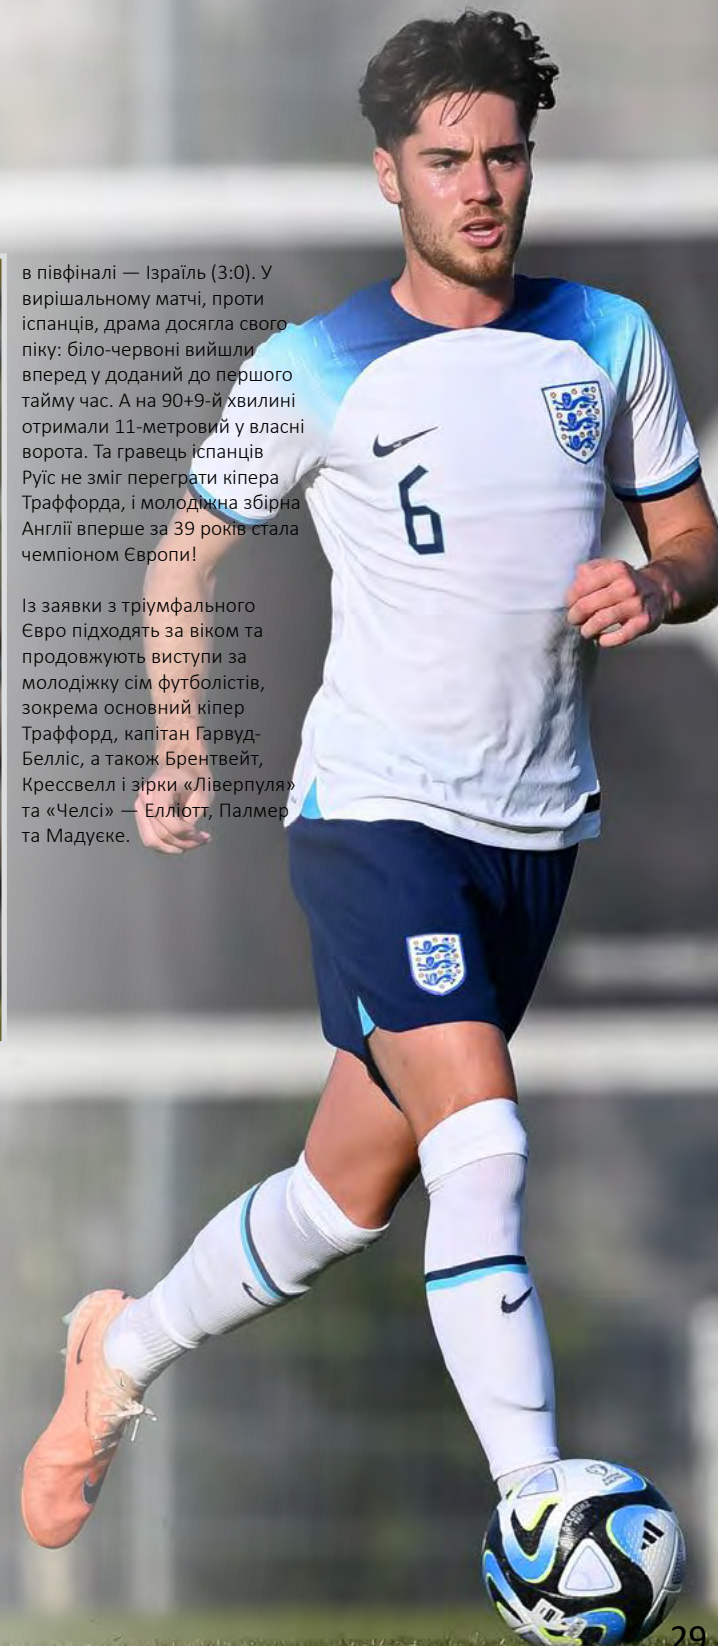 в півфіналі — Ізраїль (3:0). У
вирішальному матчі, проти
іспанців, драма досягла свого
піку: біло-червоні вийшли
вперед у доданий до першого
тайму час. А на 90+9-й хвилині
отримали 11-метровий у власні
ворота. Та гравець іспанців
Руїс не зміг переграти кіпера
Траффорда, і молодіжна збірна
Англії вперше за 39 років стала
чемпіоном Європи!
Із заявки з тріумфального
Євро підходять за віком та
продовжують виступи за
молодіжку сім футболістів,
зокрема основний кіпер
Траффорд, капітан Гарвуд-
Белліс, а також Брентвейт,
Крессвелл і зірки «Ліверпуля»
та «Челсі» — Елліотт, Палмер
та Мадуєке.
6
29